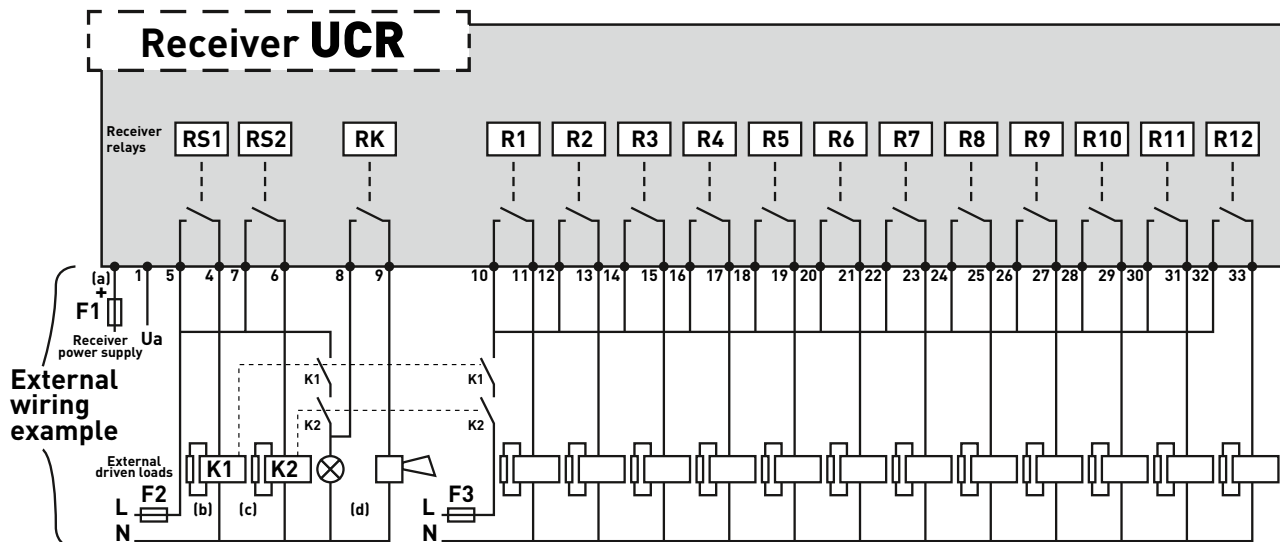 Receiver UCR
Receiver
relays
RS1 RS2 RK R1 R2 R3 R4 R5 R6 R7 R8 R9 R10 R11 R12
(a) 1 5 4 7 6 8 9 10 11 12 13 14 15 16 17 18 19 20 21 22 23 24 25 26 27 28 29 30 31 32 33
+
F1
Ua
Receiver
power supply
External
wiring
example
K1 K1
K2 K2
External
driven loads
K1 K2
F2 (b) (c) (d) F3
L L
N N